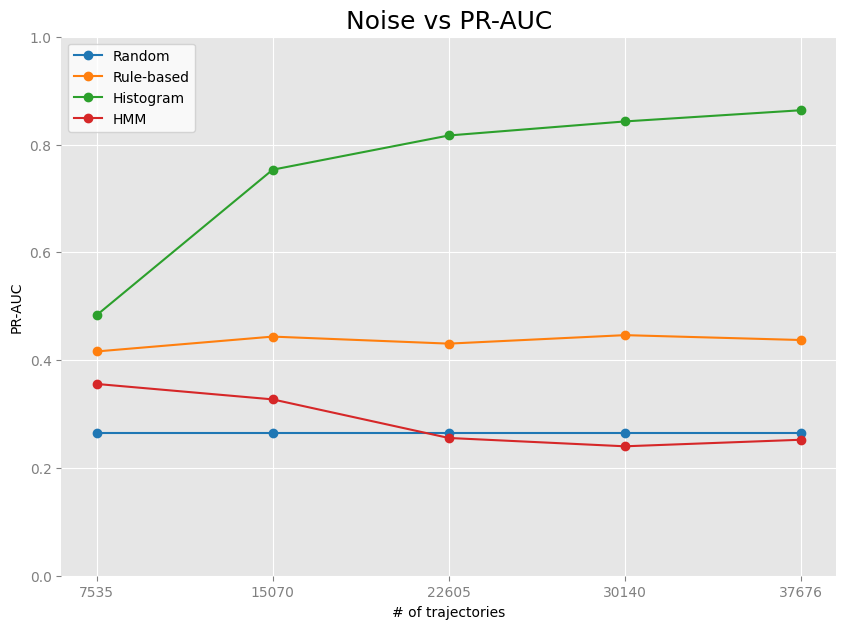 Noise vs PR-AUC
Random
Rule-based
Histogram
HMM
1.0
0.8
0.6
0.4
0.2
0.0
PR-AUC
7535 15070 22605 30140 37676
# of trajectories